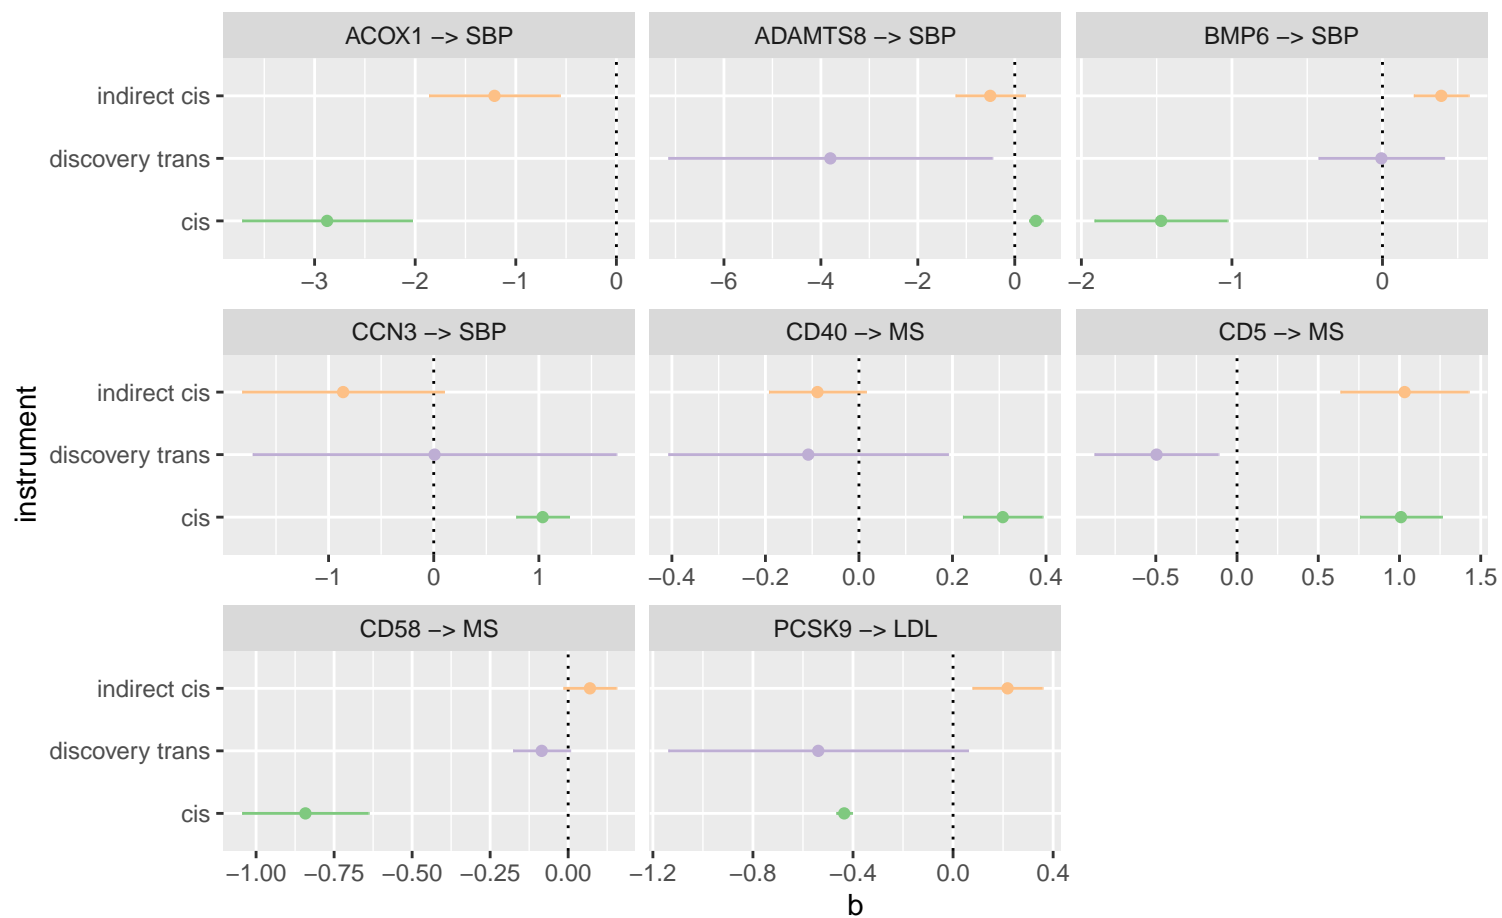 ACOX1 −> SBP
ADAMTS8 −> SBP
BMP6 −> SBP
indirect cis
discovery trans
cis
−3 −2 −1 0
−6 −4 −2 0
−2 −1 0
CCN3 −> SBP
CD40 −> MS
CD5 −> MS
indirect cis
discovery trans
cis
−1 0 1
−0.4 −0.2 0.0 0.2 0.4
−0.5 0.0 0.5 1.0 1.5
CD58 −> MS
PCSK9 −> LDL
indirect cis
discovery trans
cis
−1.00 −0.75 −0.50 −0.25 0.00
−1.2 −0.8 −0.4 0.0 0.4
instrument
b